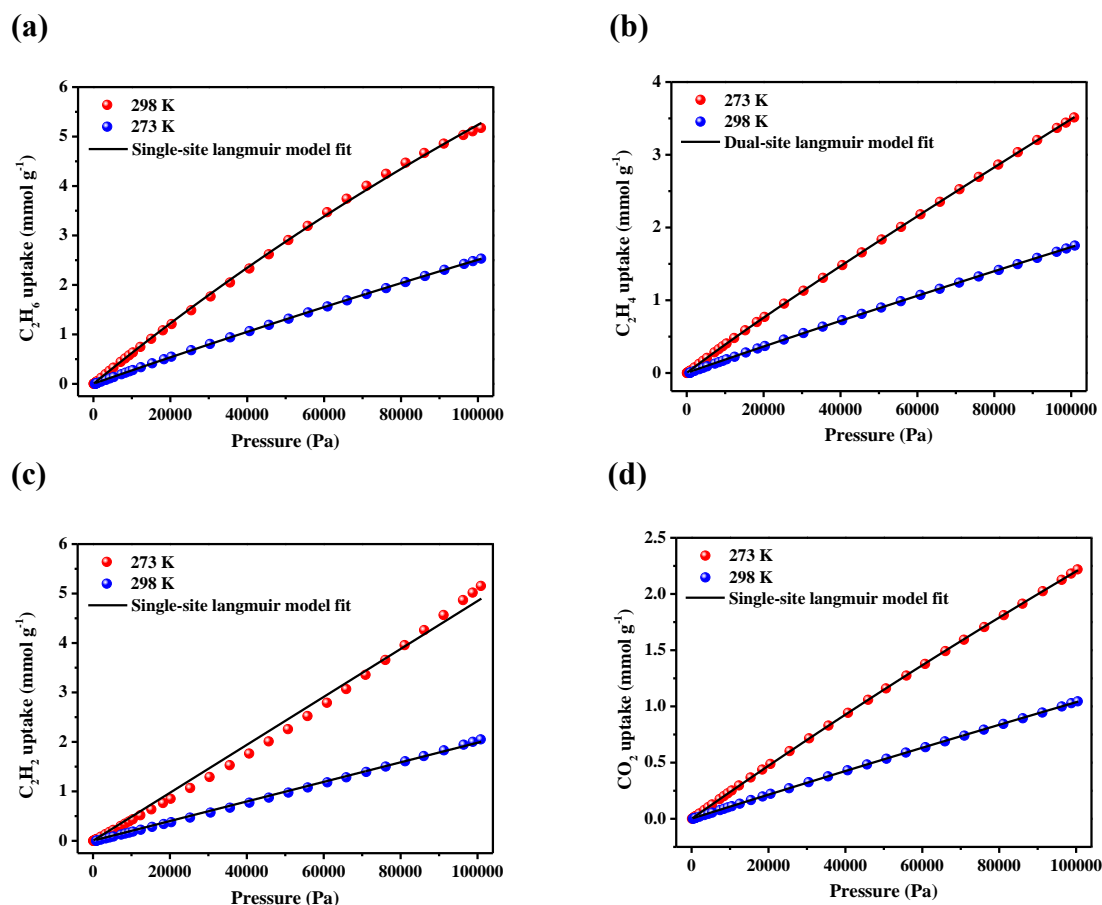 (a)
6
5
4
3
2
1
0
C₂H₆ uptake (mmol g⁻¹)
298 K
273 K
Single-site langmuir model fit
0 20000 40000 60000 80000 100000
Pressure (Pa)
(b)
4
3
2
1
0
C₂H₄ uptake (mmol g⁻¹)
273 K
298 K
Dual-site langmuir model fit
0 20000 40000 60000 80000 100000
Pressure (Pa)
(c)
6
5
4
3
2
1
0
C₂H₂ uptake (mmol g⁻¹)
273 K
298 K
Single-site langmuir model fit
0 20000 40000 60000 80000 100000
Pressure (Pa)
(d)
2.5
2.0
1.5
1.0
0.5
0.0
CO₂ uptake (mmol g⁻¹)
273 K
298 K
Single-site langmuir model fit
0 20000 40000 60000 80000 100000
Pressure (Pa)